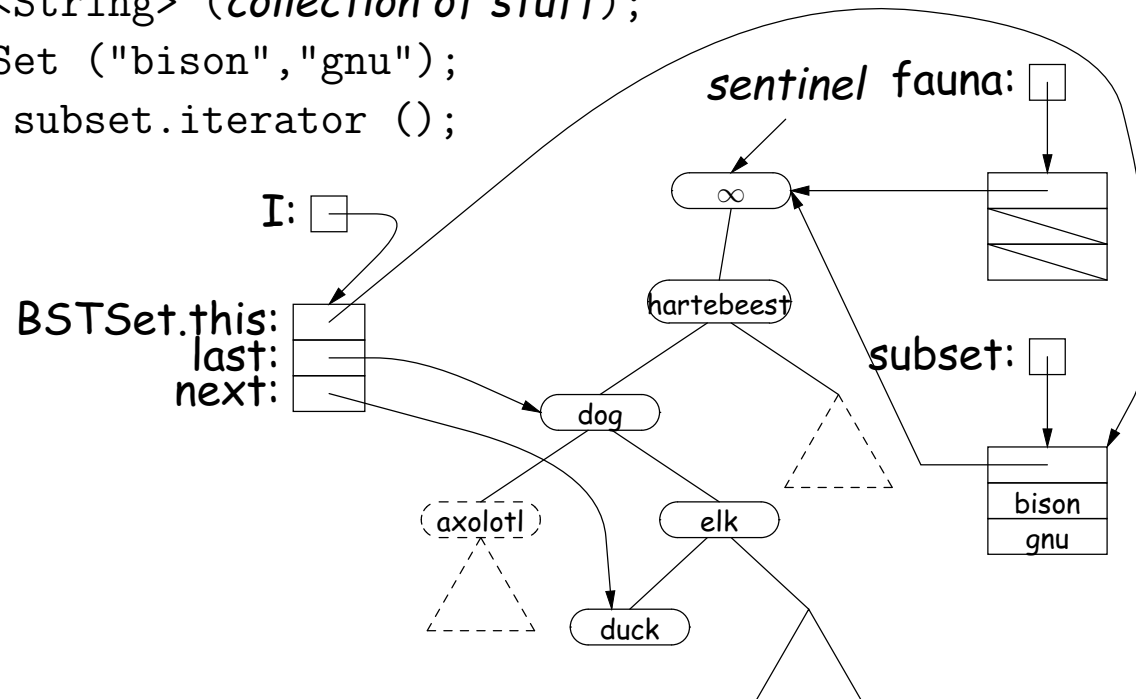 <String> (collection of stuff);
Set ("bison","gnu");
subset.iterator ();
sentinel fauna:
∞
I:
hartebeest
BSTSet.this:
last:
next:
subset:
dog
bison
axolotl
elk
gnu
duck